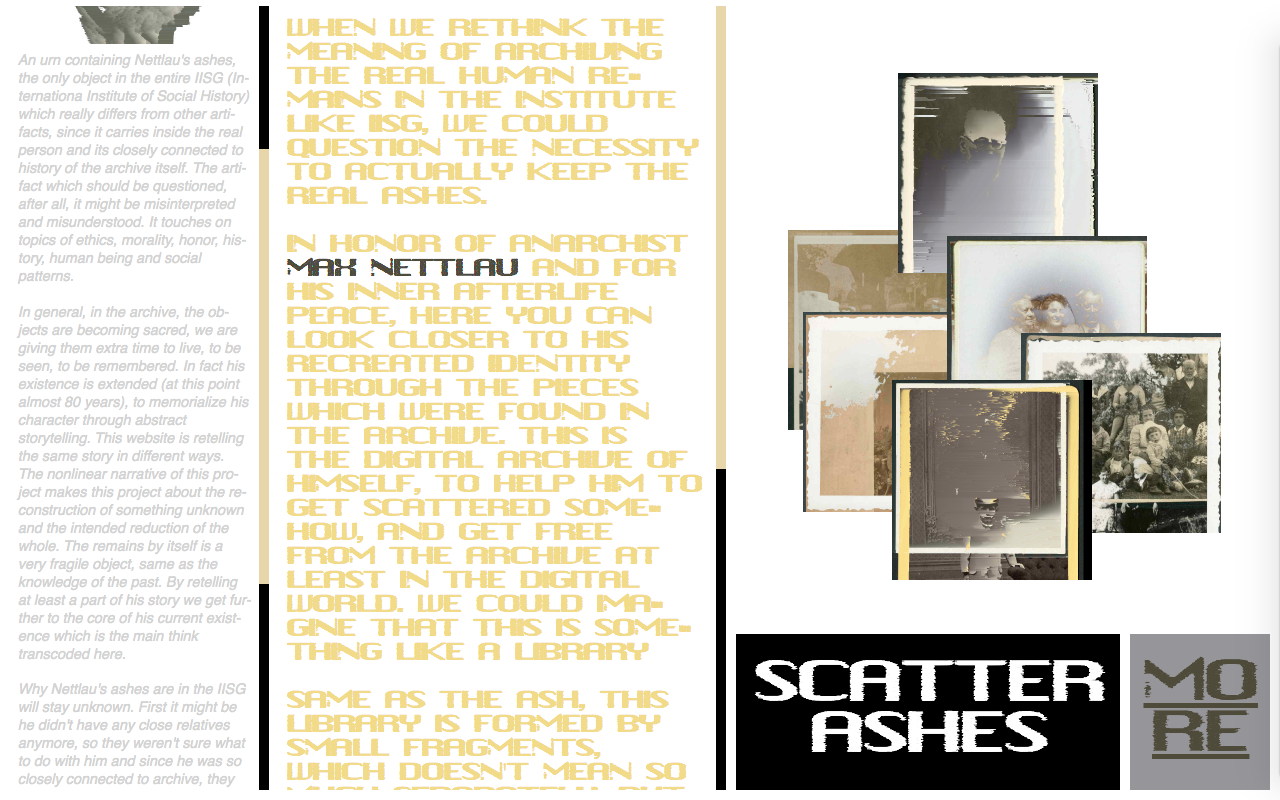 An urn containing Nettlau's ashes,
the only object in the entire IISG (In-
ternationa Institute of Social History)
which really differs from other arti-
facts, since it carries inside the real
person and its closely connected to
history of the archive itself. The arti-
fact which should be questioned,
after all, it might be misinterpreted
and misunderstood. It touches on
topics of ethics, morality, honor, his-
tory, human being and social
patterns.
In general, in the archive, the ob-
jects are becoming sacred, we are
giving them extra time to live, to be
seen, to be remembered. In fact his
existence is extended (at this point
almost 80 years), to memorialize his
character through abstract
storytelling. This website is retelling
the same story in different ways.
The nonlinear narrative of this pro-
ject makes this project about the re-
construction of something unknown
and the intended reduction of the
whole. The remains by itself is a
very fragile object, same as the
knowledge of the past. By retelling
at least a part of his story we get fur-
ther to the core of his current exist-
ence which is the main think
transcoded here.
Why Nettlau's ashes are in the IISG
will stay unknown. First it might be
he didn't have any close relatives
anymore, so they weren't sure what
to do with him and since he was so
closely connected to archive, they
WHEN WE RETHINK THE
MEANING OF ARCHIVING
THE REAL HUMAN RE-
MAINS IN THE INSTITUTE
LIKE IISG, WE COULD
QUESTION THE NECESSITY
TO ACTUALLY KEEP THE
REAL ASHES.
IN HONOR OF ANARCHIST
MAX NETTLAU AND FOR
HIS INNER AFTERLIFE
PEACE, HERE YOU CAN
LOOK CLOSER TO HIS
RECREATED IDENTITY
THROUGH THE PIECES
WHICH WERE FOUND IN
THE ARCHIVE. THIS IS
THE DIGITAL ARCHIVE OF
HIMSELF, TO HELP HIM TO
GET SCATTERED SOME-
HOW, AND GET FREE
FROM THE ARCHIVE AT
LEAST IN THE DIGITAL
WORLD. WE COULD IMA-
GINE THAT THIS IS SOME-
THING LIKE A LIBRARY
SAME AS THE ASH, THIS
LIBRARY IS FORMED BY
SMALL FRAGMENTS,
WHICH DOESN'T MEAN SO
MUCH SEPARATELY, BUT
SCATTER
ASHES
MO
RE